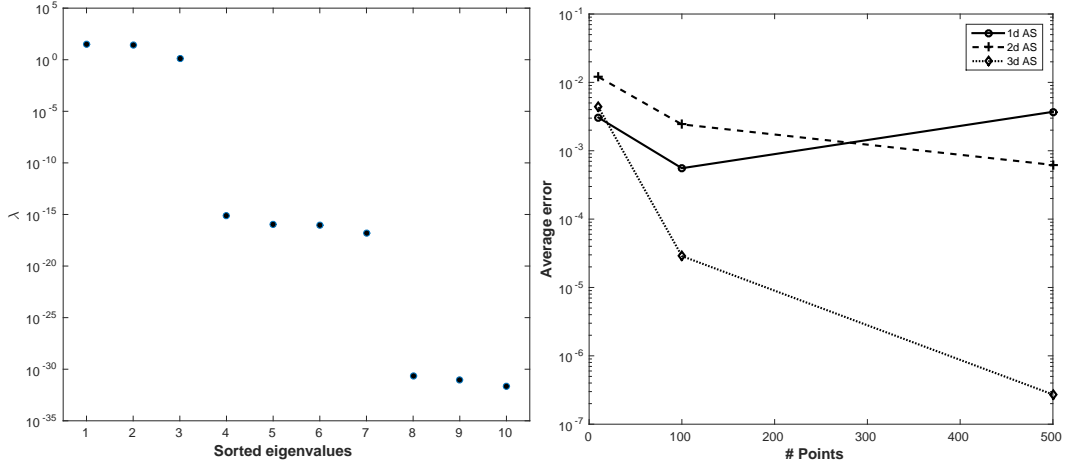 10^5
10^0
10^-5
10^-10
10^-15
10^-20
10^-25
10^-30
10^-35
λ
1 2 3 4 5 6 7 8 9 10
Sorted eigenvalues
10^-1
10^-2
10^-3
10^-4
10^-5
10^-6
10^-7
Average error
1d AS
2d AS
3d AS
0 100 200 300 400 500
# Points